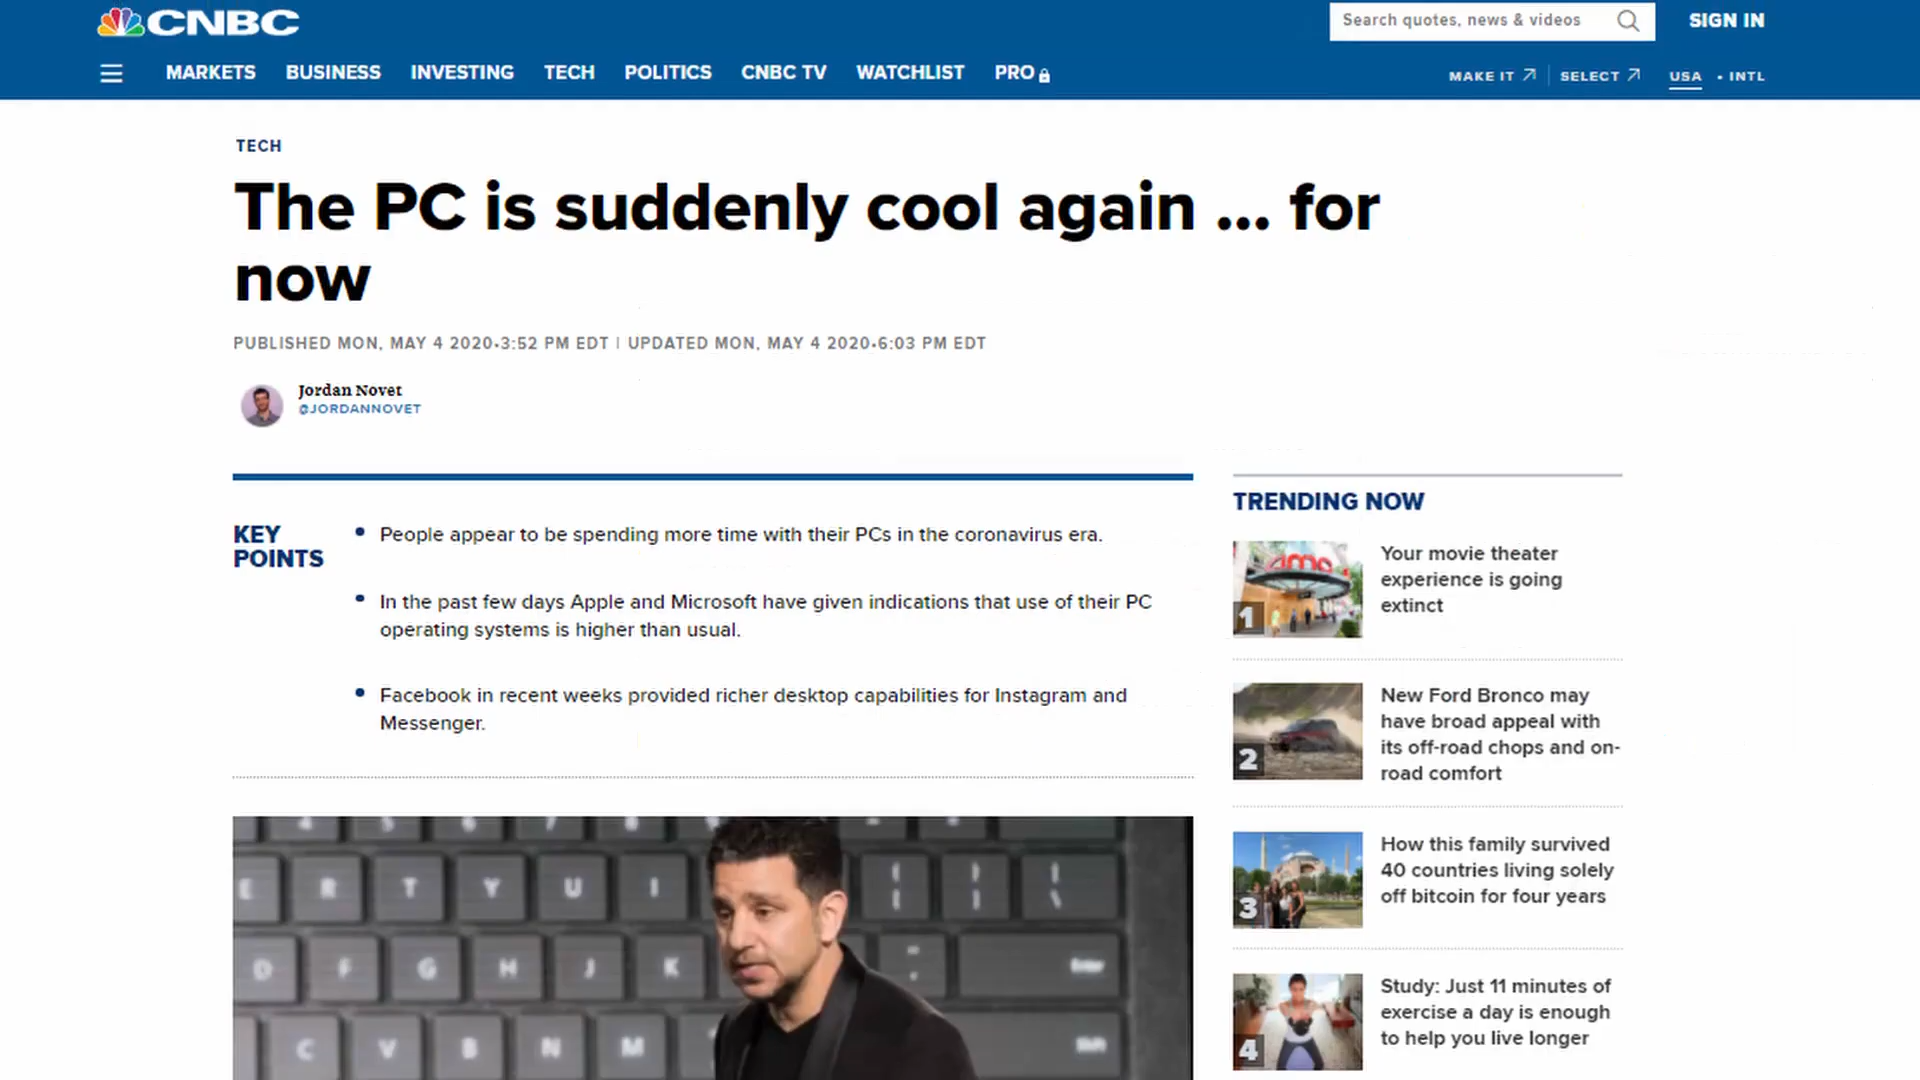 CNBC
Search quotes, news & videos
SIGN IN
MARKETS BUSINESS INVESTING TECH POLITICS CNBC TV WATCHLIST PRO
MAKE IT SELECT USA • INTL
TECH
The PC is suddenly cool again ... for
now
PUBLISHED MON, MAY 4 2020•3:52 PM EDT | UPDATED MON, MAY 4 2020•6:03 PM EDT
Jordan Novet
@JORDANNOVET
KEY
POINTS
• People appear to be spending more time with their PCs in the coronavirus era.
• In the past few days Apple and Microsoft have given indications that use of their PC
operating systems is higher than usual.
• Facebook in recent weeks provided richer desktop capabilities for Instagram and
Messenger.
E R T Y U I
D F G H J K Enter
C V B N M Shift
TRENDING NOW
amc
1
Your movie theater
experience is going
extinct
2
New Ford Bronco may
have broad appeal with
its off-road chops and on-
road comfort
3
How this family survived
40 countries living solely
off bitcoin for four years
4
Study: Just 11 minutes of
exercise a day is enough
to help you live longer